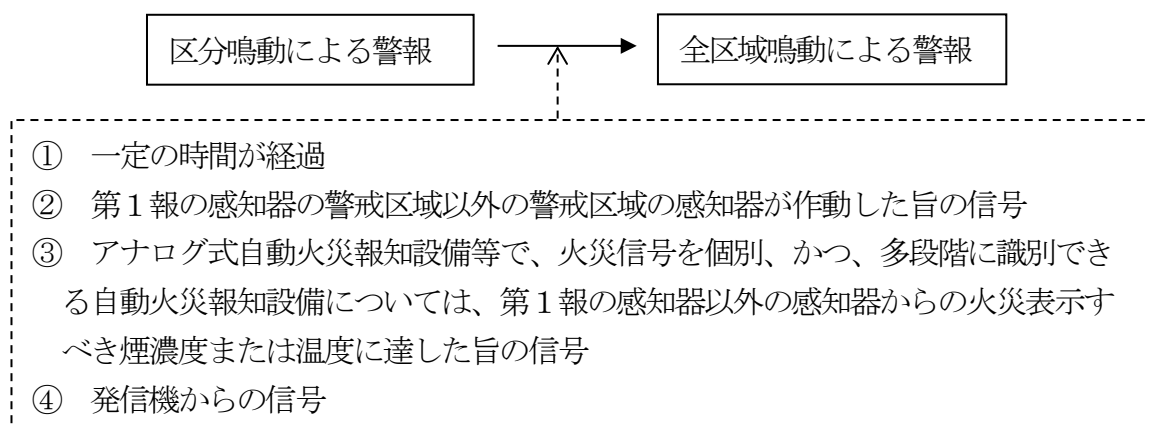 区分鳴動による警報
全区域鳴動による警報
① 一定の時間が経過
② 第1報の感知器の警戒区域以外の警戒区域の感知器が作動した旨の信号
③ アナログ式自動火災報知設備等で、火災信号を個別、かつ、多段階に識別でき
る自動火災報知設備については、第1報の感知器以外の感知器からの火災表示す
べき煙濃度または温度に達した旨の信号
④ 発信機からの信号